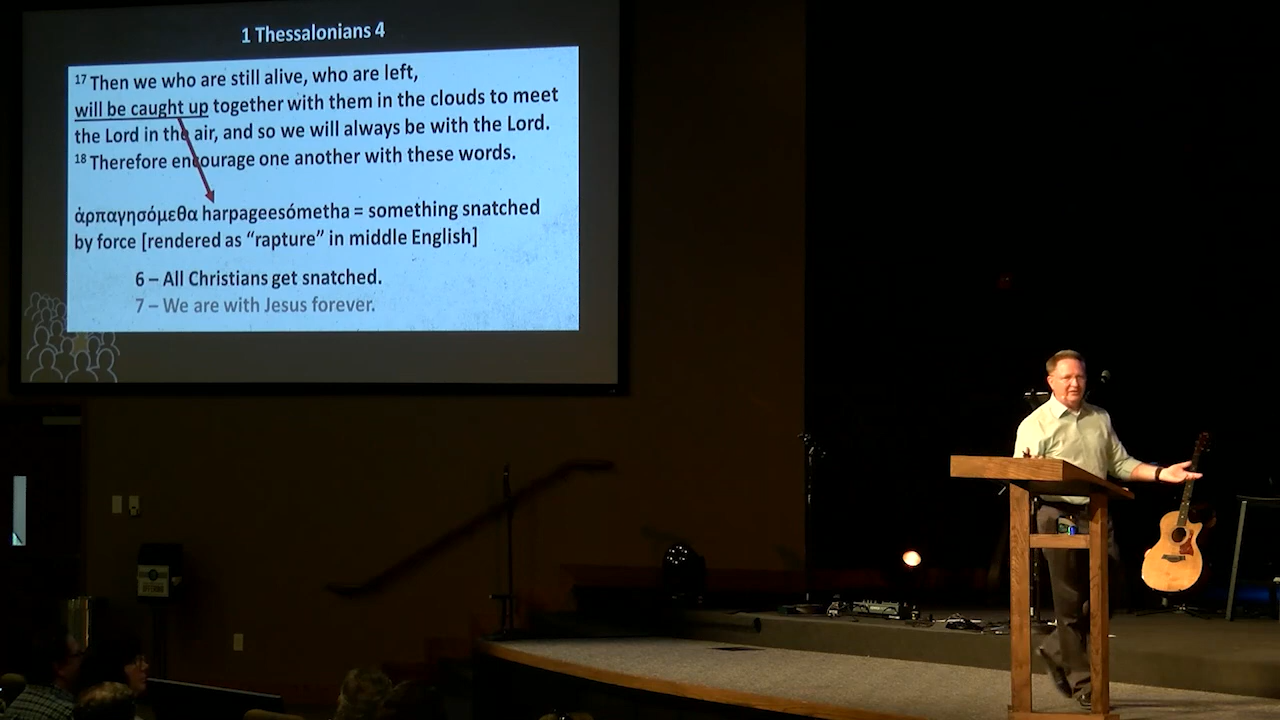 1 Thessalonians 4
17 Then we who are still alive, who are left,
will be caught up together with them in the clouds to meet
the Lord in the air, and so we will always be with the Lord.
18 Therefore encourage one another with these words.
ἁρπαγησόμεθα harpageesómetha = something snatched
by force [rendered as “rapture” in middle English]
6 – All Christians get snatched.
7 – We are with Jesus forever.